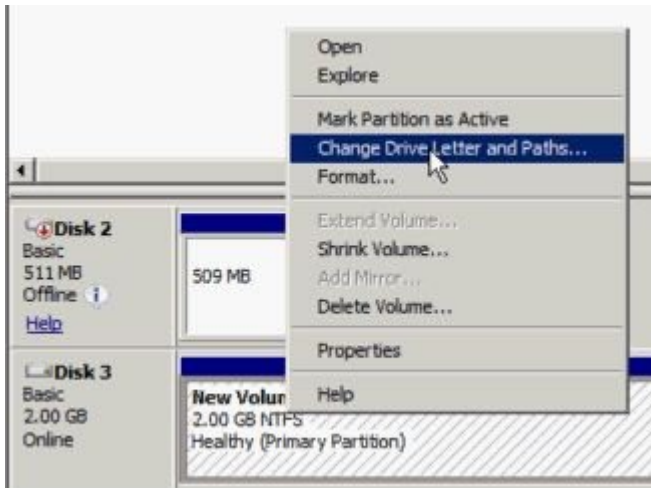 Open
Explore
Mark Partition as Active
Change Drive Letter and Paths...
Format...
Extend Volume...
Shrink Volume...
Add Mirror...
Delete Volume...
Properties
Help
Disk 2
Basic
511 MB
Offline
Help
509 MB
Disk 3
Basic
2.00 GB
Online
New Volum
2.00 GB NTFS
Healthy (Primary Partition)